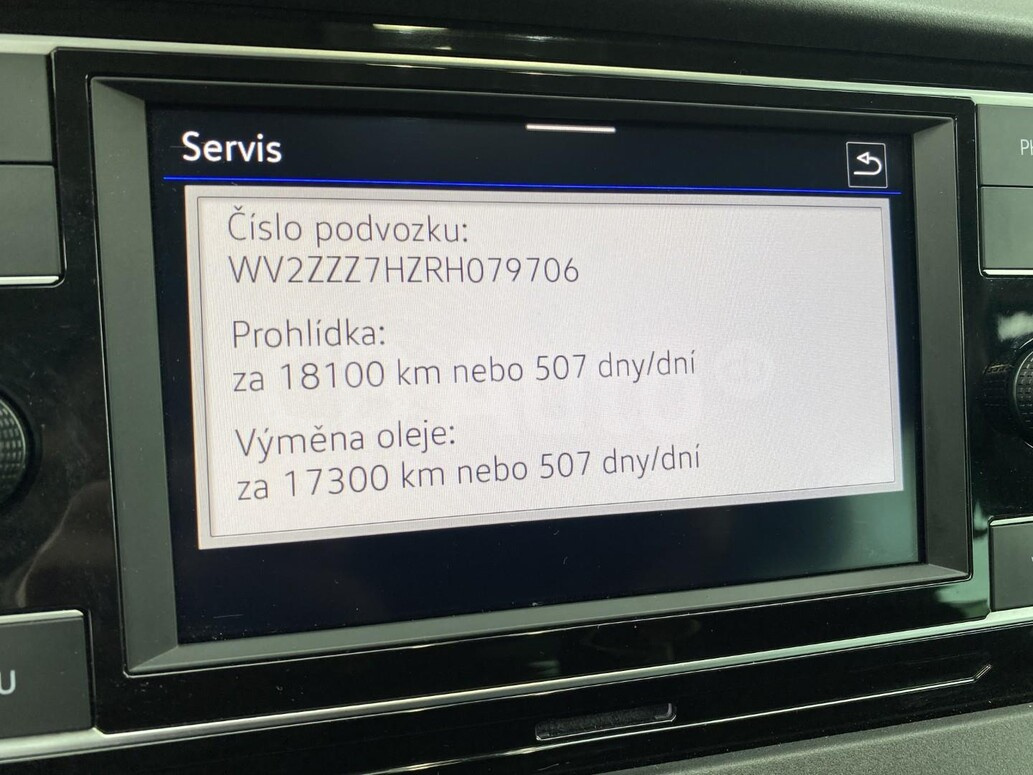 Servis
Číslo podvozku:
WV2ZZZ7HZRH079706
Prohlídka:
za 18100 km nebo 507 dny/dní
Výměna oleje:
za 17300 km nebo 507 dny/dní